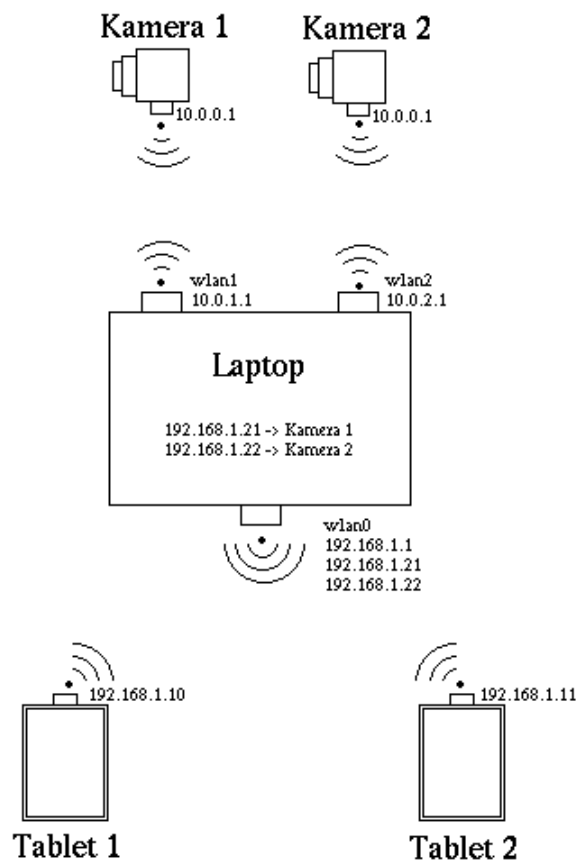 Kamera 1
Kamera 2
10.0.0.1
10.0.0.1
wlan1
10.0.1.1
wlan2
10.0.2.1
Laptop
192.168.1.21 -> Kamera 1
192.168.1.22 -> Kamera 2
wlan0
192.168.1.1
192.168.1.21
192.168.1.22
192.168.1.10
192.168.1.11
Tablet 1
Tablet 2